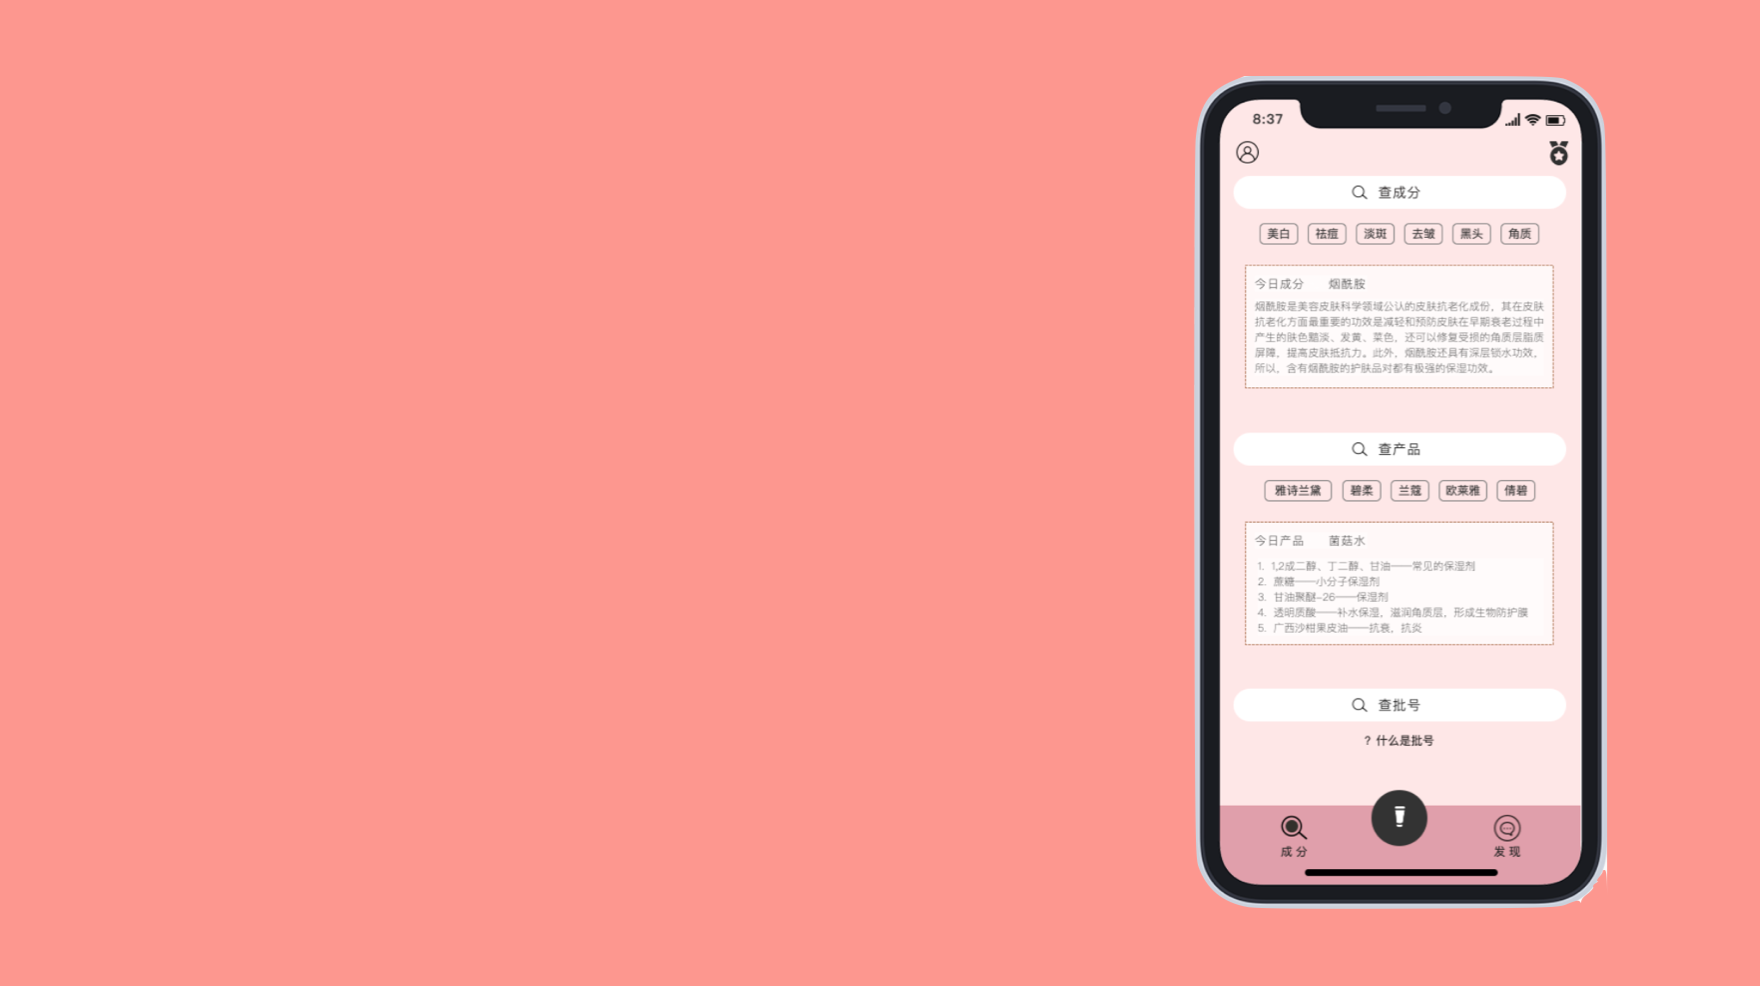 8:37
查成分
美白 祛痘 淡斑 去皱 黑头 角质
今日成分 烟酰胺
烟酰胺是美容皮肤科学领域公认的皮肤抗老化成份，其在皮肤
抗老化方面最重要的功效是减轻和预防皮肤在早期衰老过程中
产生的肤色黯淡、发黄、菜色，还可以修复受损的角质层脂质
屏障，提高皮肤抵抗力。此外，烟酰胺还具有深层锁水功效，
所以，含有烟酰胺的护肤品对都有极强的保湿功效。
查产品
雅诗兰黛 碧柔 兰蔻 欧莱雅 倩碧
今日产品 菌菇水
1. 1,2成二醇、丁二醇、甘油——常见的保湿剂
2. 蔗糖——小分子保湿剂
3. 甘油聚醚-26——保湿剂
4. 透明质酸——补水保湿，滋润角质层，形成生物防护膜
5. 广西沙柑果皮油——抗衰，抗炎
查批号
? 什么是批号
成分 发现